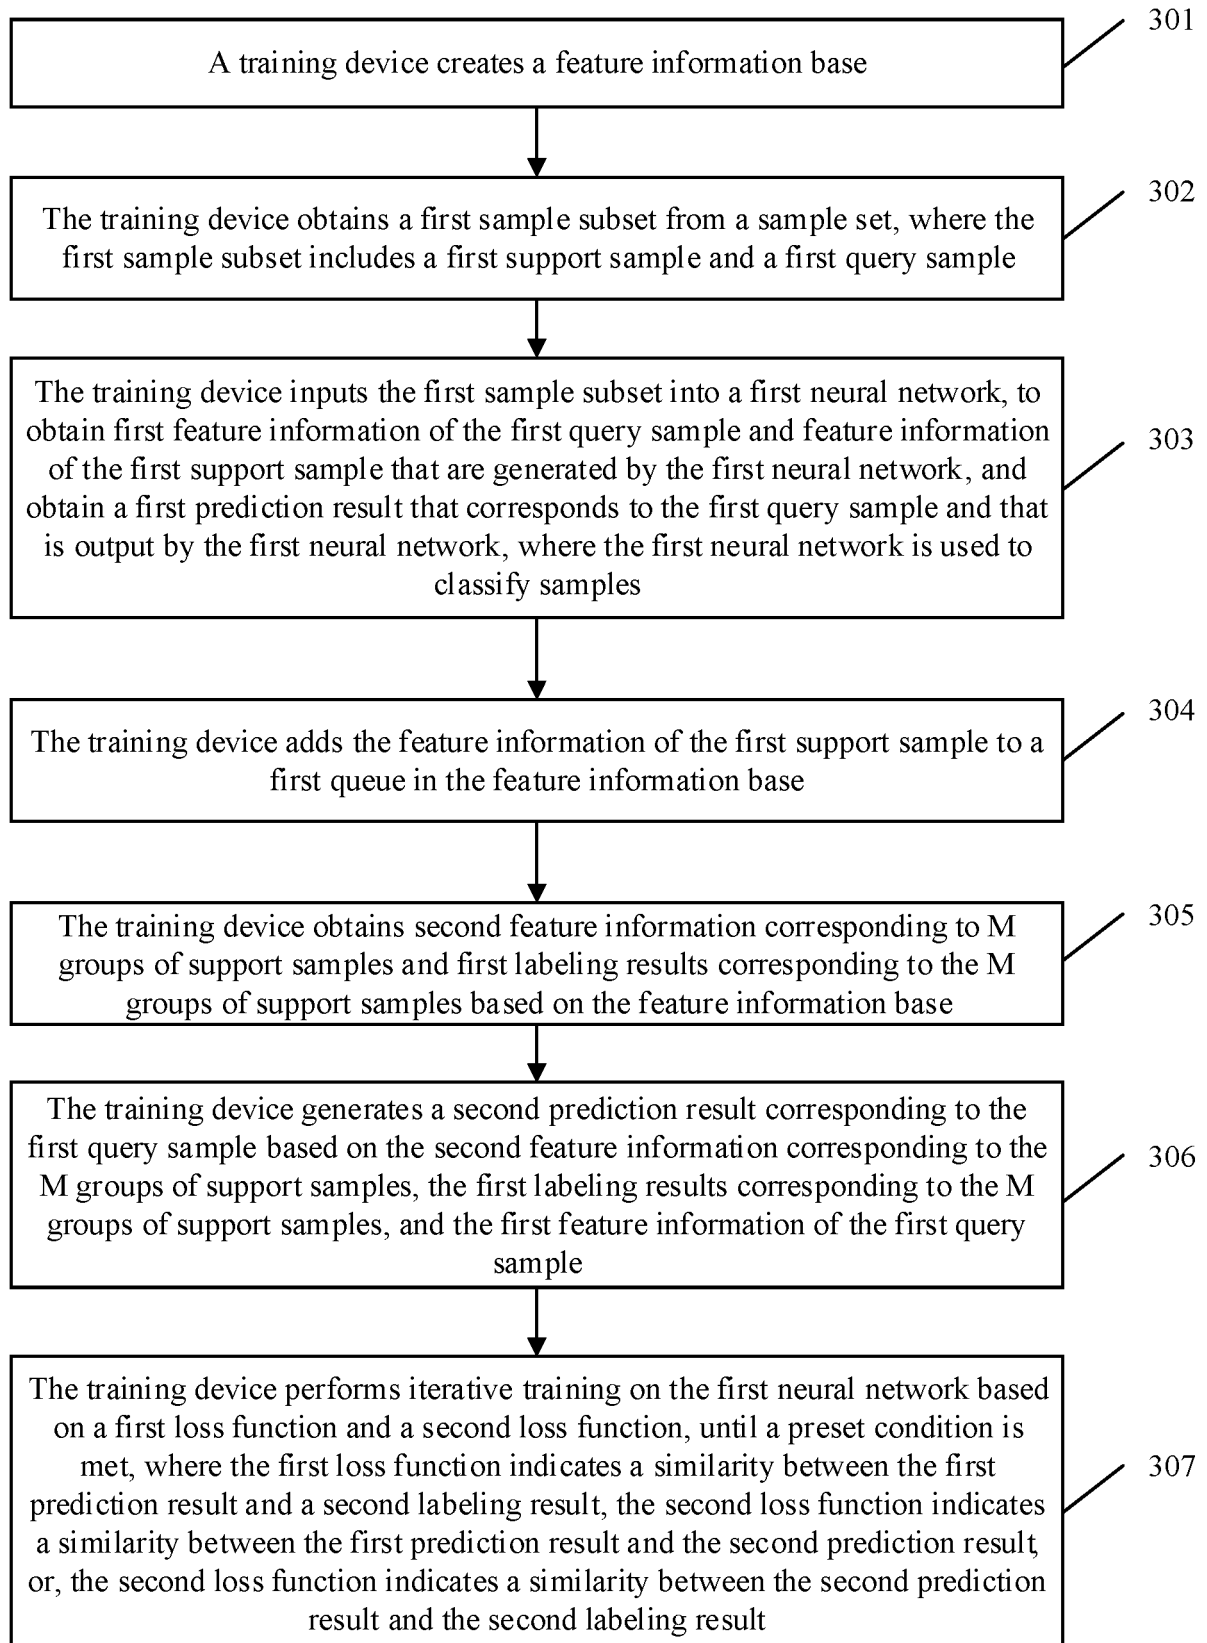 301
A training device creates a feature information base
302
The training device obtains a first sample subset from a sample set, where the
first sample subset includes a first support sample and a first query sample
The training device inputs the first sample subset into a first neural network, to
obtain first feature information of the first query sample and feature information
303
of the first support sample that are generated by the first neural network, and
obtain a first prediction result that corresponds to the first query sample and that
is output by the first neural network, where the first neural network is used to
classify samples
304
The training device adds the feature information of the first support sample to a
first queue in the feature information base
305
The training device obtains second feature information corresponding to M
groups of support samples and first labeling results corresponding to the M
groups of support samples based on the feature information base
The training device generates a second prediction result corresponding to the
first query sample based on the second feature information corresponding to the
306
M groups of support samples, the first labeling results corresponding to the M
groups of support samples, and the first feature information of the first query
sample
The training device performs iterative training on the first neural network based
on a first loss function and a second loss function, until a preset condition is
met, where the first loss function indicates a similarity between the first
307
prediction result and a second labeling result, the second loss function indicates
a similarity between the first prediction result and the second prediction result,
or, the second loss function indicates a similarity between the second prediction
result and the second labeling result